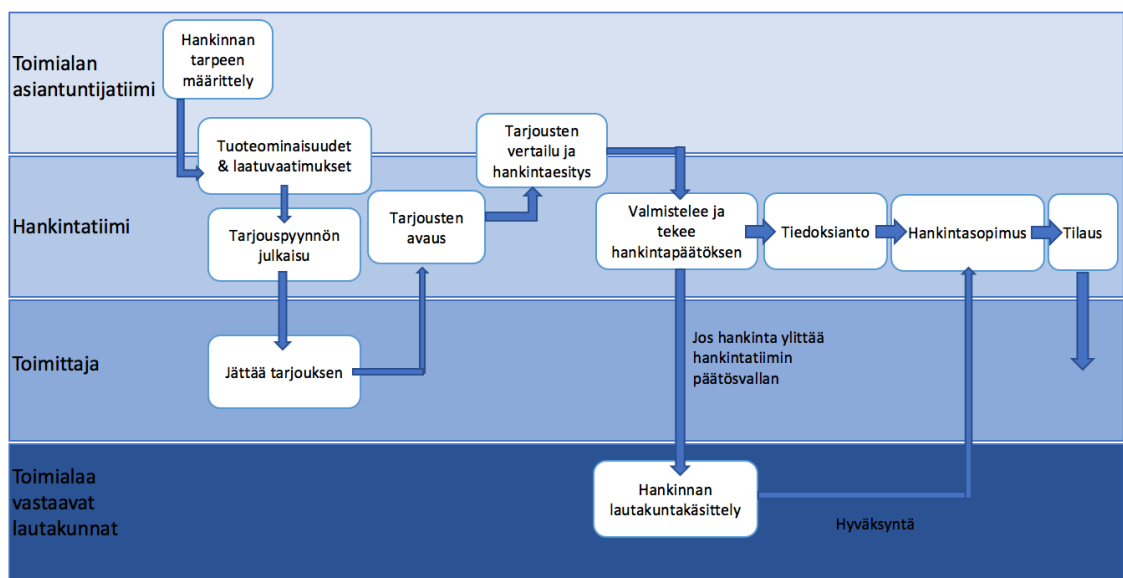 Toimialan
asiantuntijatiimi
Hankinnan
tarpeen
määrittely
Tuoteominaisuudet
& laatuvaatimukset
Tarjousten
vertailu ja
hankintaesitys
Hankintatiimi
Tarjouspyynnön
julkaisu
Tarjousten
avaus
Valmistelee ja
tekee
hankintapäätöksen
Tiedoksianto
Hankintasopimus
Tilaus
Toimittaja
Jättää tarjouksen
Jos hankinta ylittää
hankintatiimin
päätösvallan
Toimialaa
vastaavat
lautakunnat
Hankinnan
lautakuntakäsittely
Hyväksyntä